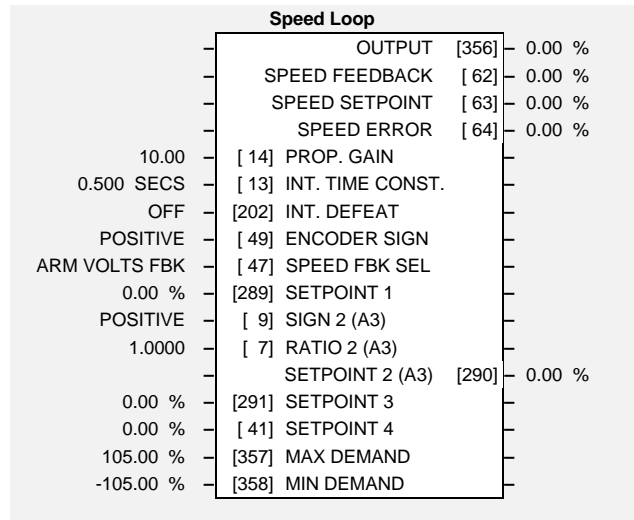 Speed Loop
– OUTPUT [356] – 0.00 %
– SPEED FEEDBACK [ 62] – 0.00 %
– SPEED SETPOINT [ 63] – 0.00 %
– SPEED ERROR [ 64] – 0.00 %
10.00 – [ 14] PROP. GAIN –
0.500 SECS – [ 13] INT. TIME CONST. –
OFF – [202] INT. DEFEAT –
POSITIVE – [ 49] ENCODER SIGN –
ARM VOLTS FBK – [ 47] SPEED FBK SEL –
0.00 % – [289] SETPOINT 1 –
POSITIVE – [ 9] SIGN 2 (A3) –
1.0000 – [ 7] RATIO 2 (A3) –
– SETPOINT 2 (A3) [290] – 0.00 %
0.00 % – [291] SETPOINT 3 –
0.00 % – [ 41] SETPOINT 4 –
105.00 % – [357] MAX DEMAND –
-105.00 % – [358] MIN DEMAND –